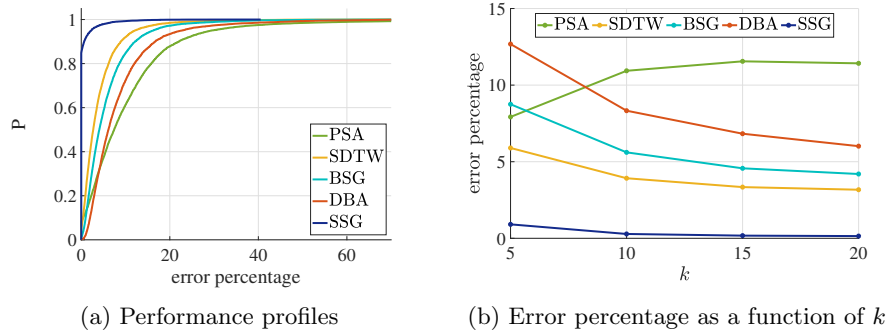 1
0.8
0.6
0.4
0.2
0
P
0 20 40 60
error percentage
PSA
SDTW
BSG
DBA
SSG
(a) Performance profiles
15
10
5
0
error percentage
PSA SDTW BSG DBA SSG
5 10 15 20
k
(b) Error percentage as a function of k